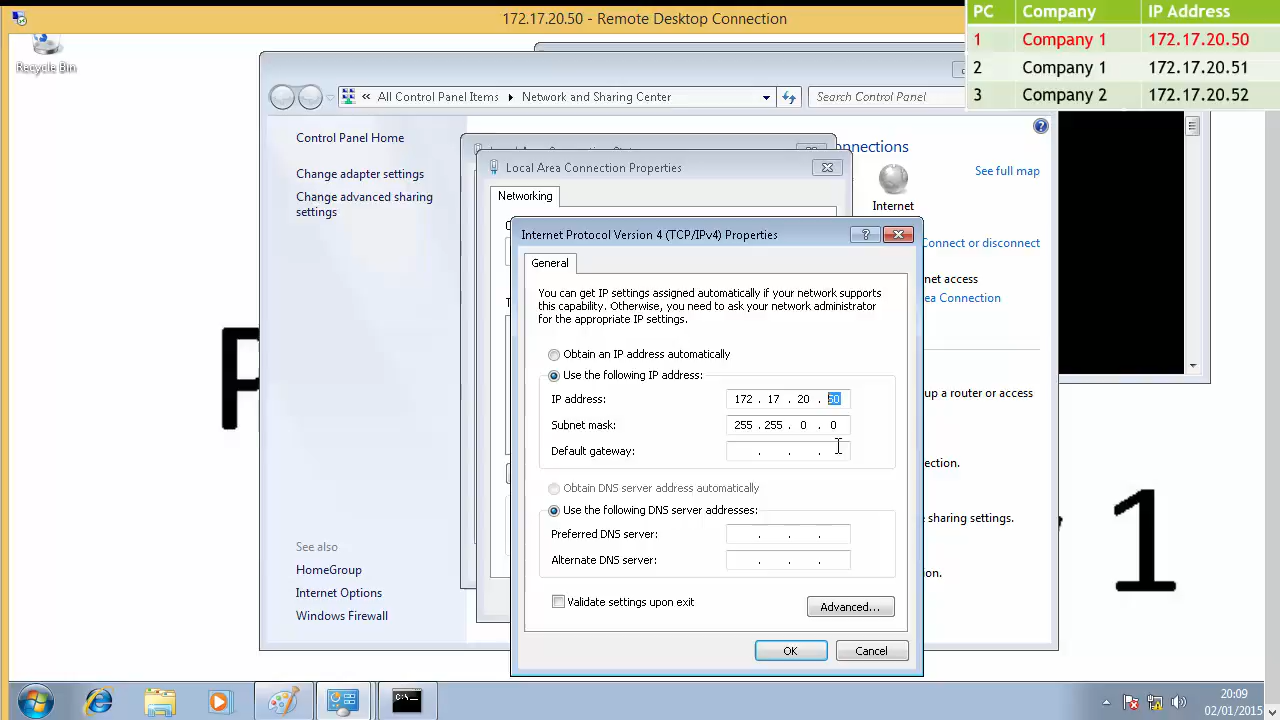 172.17.20.50 - Remote Desktop Connection
PC Company IP Address
1 Company 1 172.17.20.50
2 Company 1 172.17.20.51
3 Company 2 172.17.20.52
Recycle Bin
« All Control Panel Items Network and Sharing Center
Search Control Panel
Control Panel Home
Change adapter settings
Change advanced sharing
settings
See also
HomeGroup
Internet Options
Windows Firewall
onnections
See full map
Internet
Connect or disconnect
net access
ea Connection
up a router or access
ection.
sharing settings.
on.
Local Area Connection Properties
Networking
Internet Protocol Version 4 (TCP/IPv4) Properties
General
You can get IP settings assigned automatically if your network supports
this capability. Otherwise, you need to ask your network administrator
for the appropriate IP settings.
Obtain an IP address automatically
Use the following IP address:
IP address: 172 . 17 . 20 . 50
Subnet mask: 255 . 255 . 0 . 0
Default gateway: . . .
Obtain DNS server address automatically
Use the following DNS server addresses:
Preferred DNS server: . . .
Alternate DNS server: . . .
Validate settings upon exit
Advanced...
OK Cancel
P 1
20:09
02/01/2015